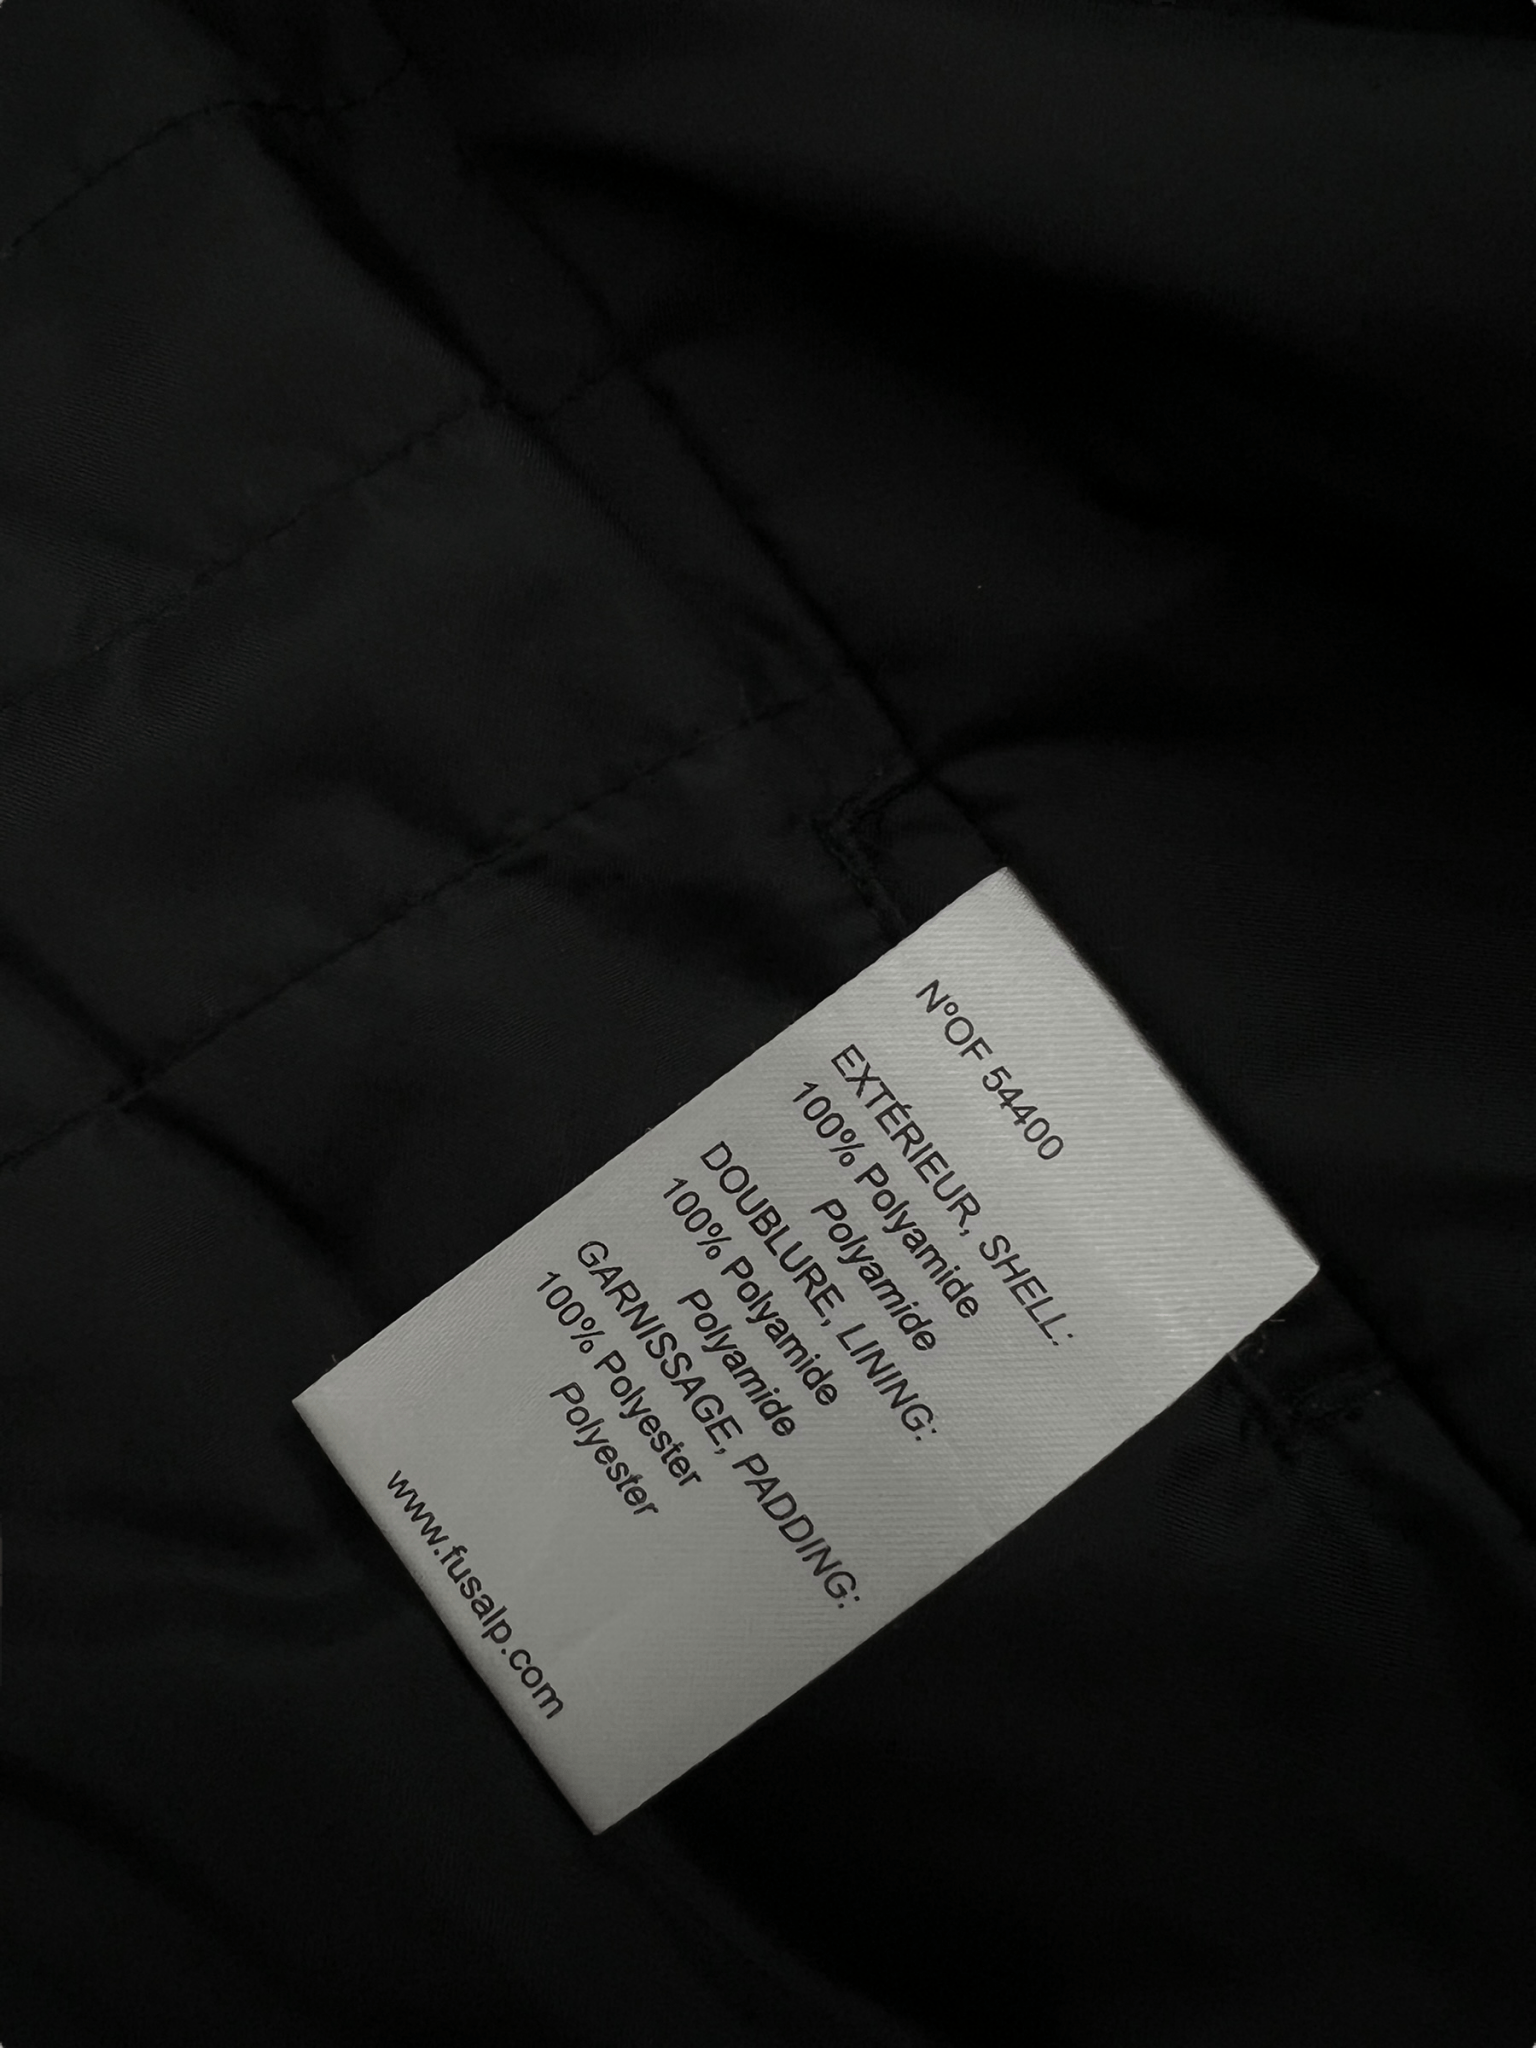 N°OF 54400
EXTÉRIEUR, SHELL:
100% Polyamide
Polyamide
DOUBLURE, LINING:
100% Polyamide
Polyamide
GARNISSAGE, PADDING:
100% Polyester
Polyester
www.fusalp.com